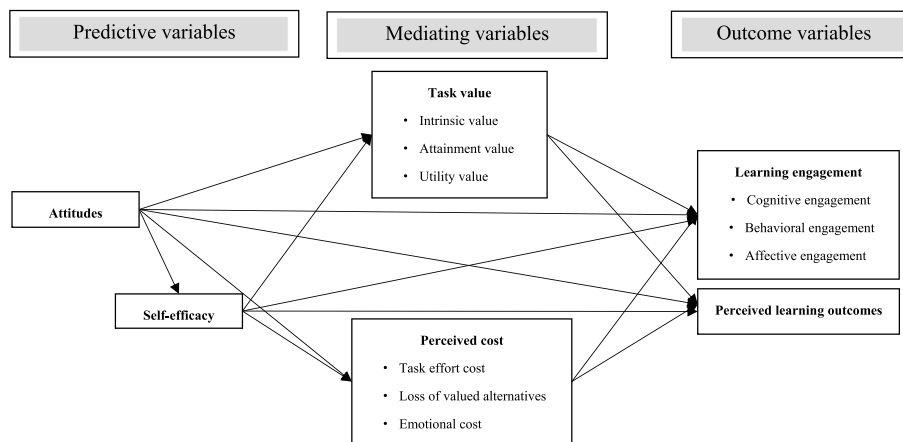 Predictive variables
Mediating variables
Outcome variables
Task value
• Intrinsic value
• Attainment value
• Utility value
Attitudes
Learning engagement
• Cognitive engagement
• Behavioral engagement
• Affective engagement
Self-efficacy
Perceived learning outcomes
Perceived cost
• Task effort cost
• Loss of valued alternatives
• Emotional cost